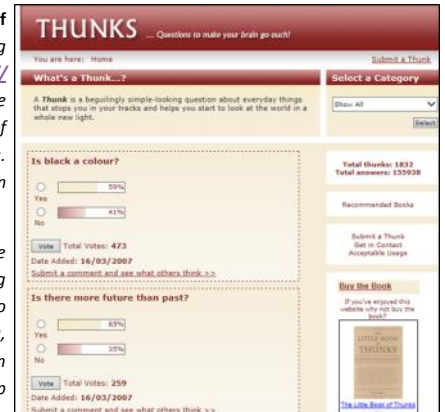 of
g
//
e
of
.
n
e
g
o
,
n
p
THUNKS ... Questions to make your brain go ouch!
You are here: Home
Submit a Thunk
What's a Thunk...?
A Thunk is a beguilingly simple-looking question about everyday things
that stops you in your tracks and helps you start to look at the world in a
whole new light.
Is black a colour?
59%
Yes
41%
No
Vote Total Votes: 473
Date Added: 16/03/2007
Submit a comment and see what others think >>
Is there more future than past?
Yes
No
Vote Total Votes: 259
Date Added: 16/03/2007
Submit a comment and see what others think >>
Select a Category
Show All
Select
Total thunks: 1832
Total answers: 155938
Recommended Books
Submit a Thunk
Get in Contact
Acceptable Usage
Buy the Book
If you've enjoyed this
website why not buy the
book?
LITTLE BOOK
THUNKS
The Little Book of Thunks